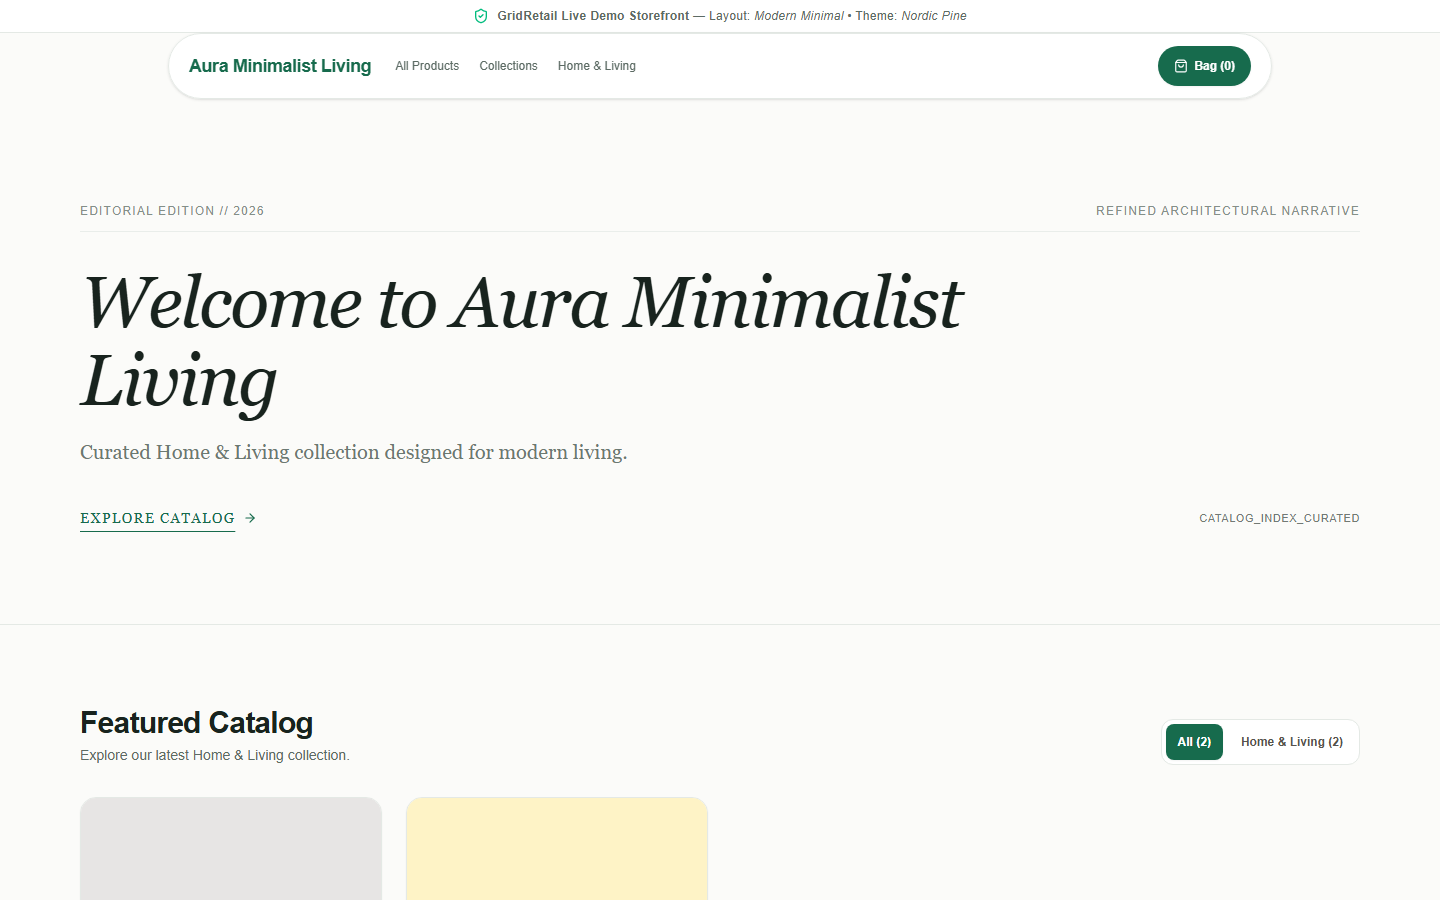 GridRetail Live Demo Storefront — Layout: Modern Minimal • Theme: Nordic Pine
Aura Minimalist Living
All Products
Collections
Home & Living
Bag (0)
EDITORIAL EDITION // 2026
REFINED ARCHITECTURAL NARRATIVE
Welcome to Aura Minimalist
Living
Curated Home & Living collection designed for modern living.
EXPLORE CATALOG →
CATALOG_INDEX_CURATED
Featured Catalog
Explore our latest Home & Living collection.
All (2)
Home & Living (2)